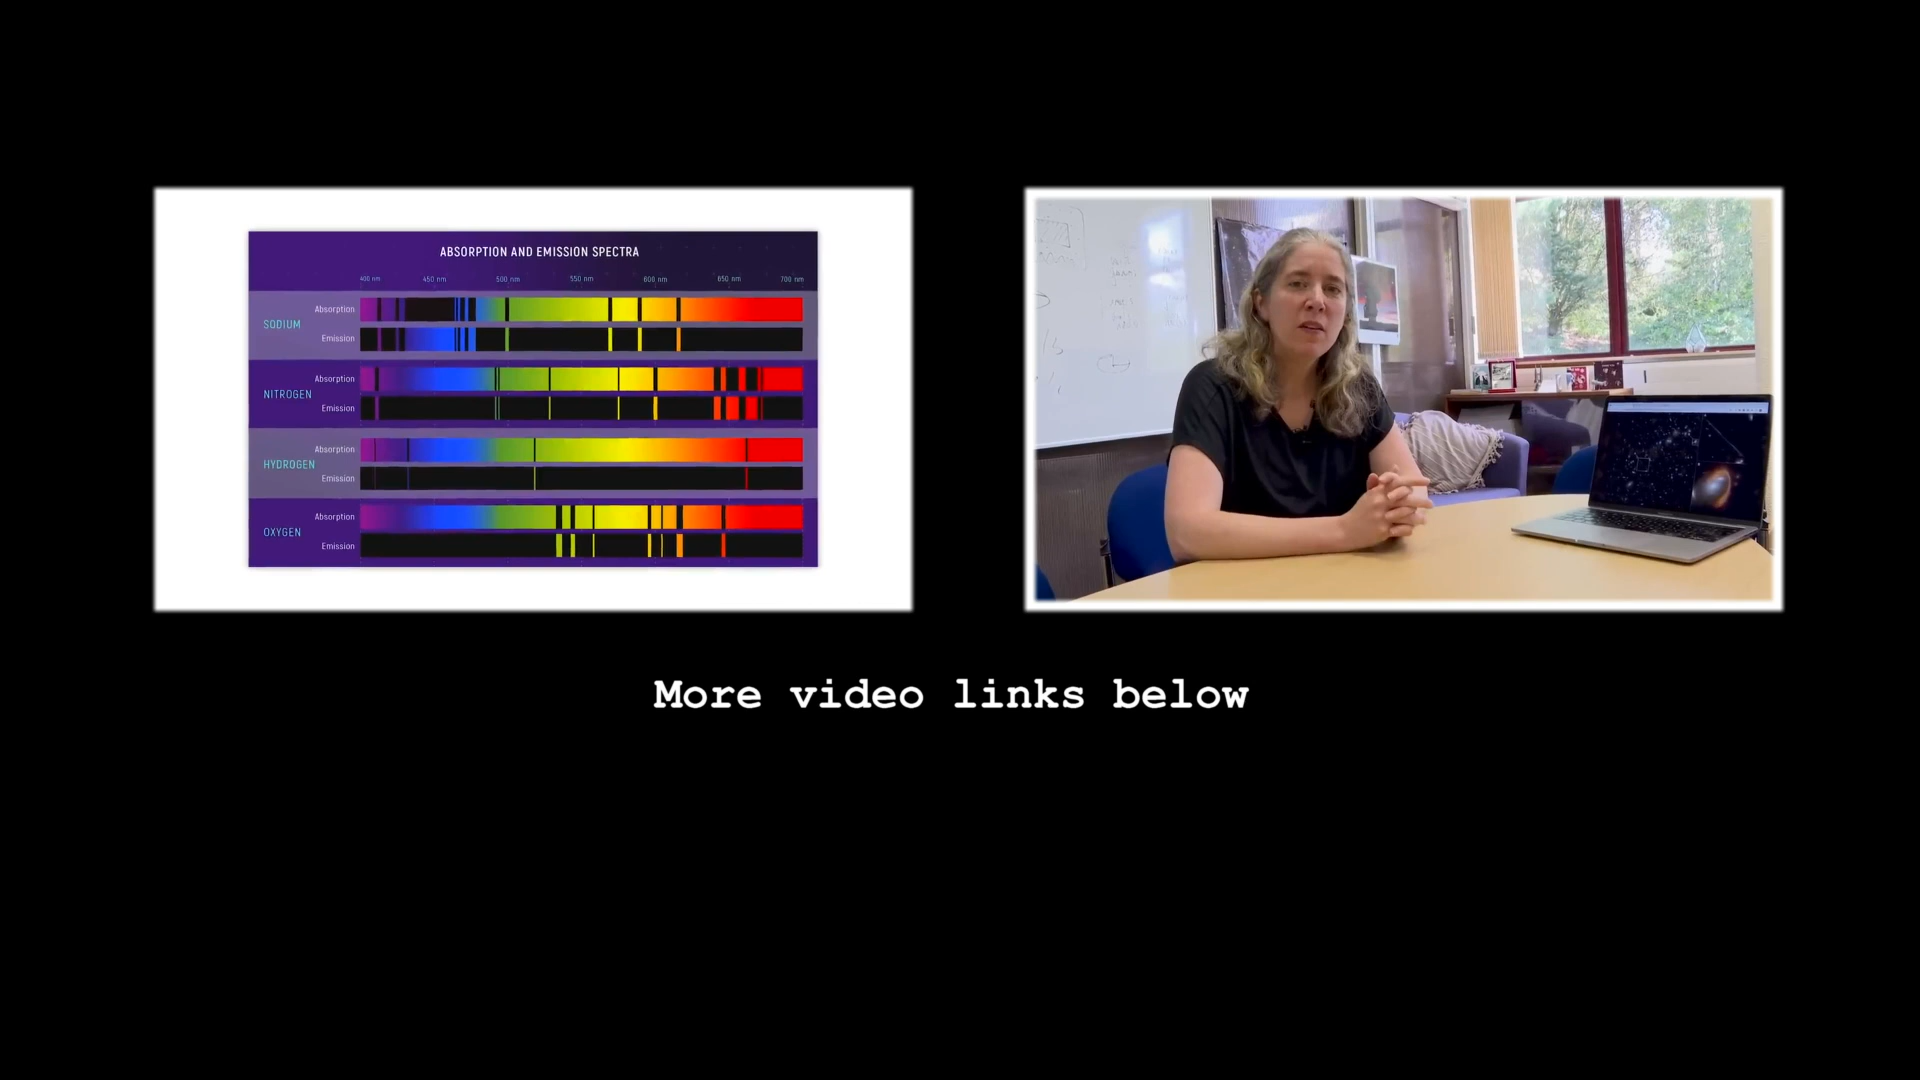 ABSORPTION AND EMISSION SPECTRA
400 nm 450 nm 500 nm 550 nm 600 nm 650 nm 700 nm
SODIUM
Absorption
Emission
NITROGEN
Absorption
Emission
HYDROGEN
Absorption
Emission
OXYGEN
Absorption
Emission
More video links below